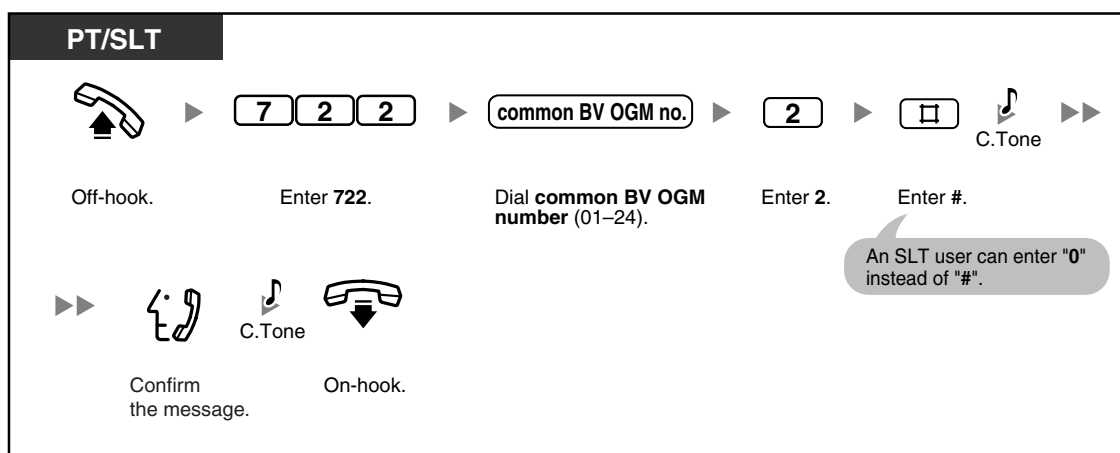 PT/SLT
7 2 2
common BV OGM no.
2
C.Tone
Off-hook.
Enter 722.
Dial common BV OGM
number (01–24).
Enter 2.
Enter #.
An SLT user can enter "0"
instead of "#".
C.Tone
Confirm
the message.
On-hook.